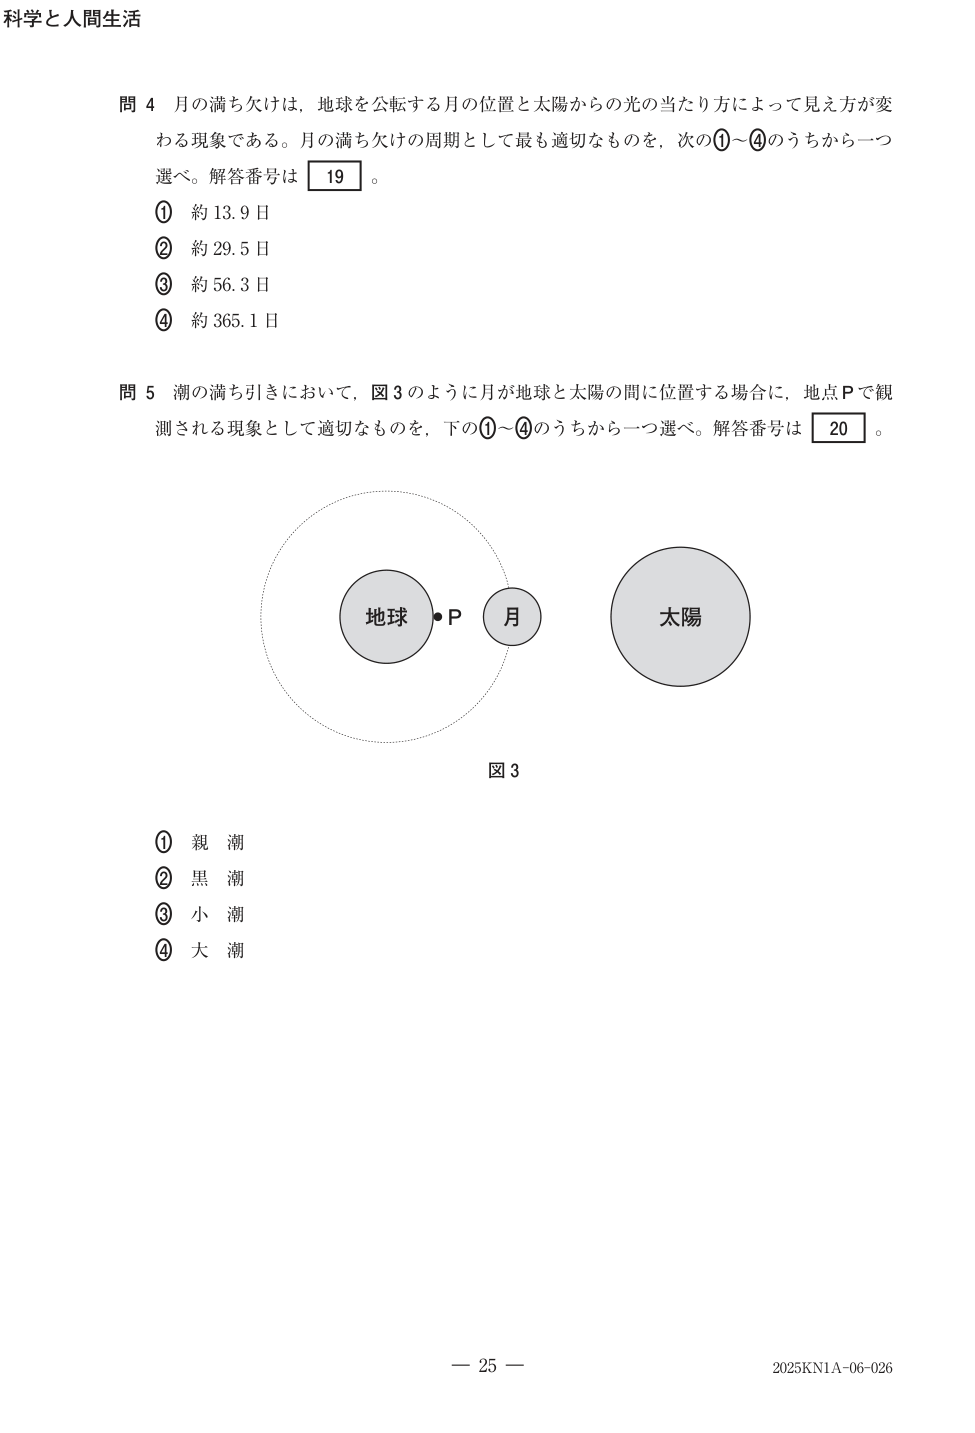 科学と人間生活
問 4　月の満ち欠けは，地球を公転する月の位置と太陽からの光の当たり方によって見え方が変
わる現象である。月の満ち欠けの周期として最も適切なものを，次の①～④のうちから一つ
選べ。解答番号は 19 。
① 約 13.9 日
② 約 29.5 日
③ 約 56.3 日
④ 約 365.1 日
問 5　潮の満ち引きにおいて，図 3 のように月が地球と太陽の間に位置する場合に，地点 P で観
測される現象として適切なものを，下の①～④のうちから一つ選べ。解答番号は 20 。
地球 P 月 太陽
図 3
① 親　潮
② 黒　潮
③ 小　潮
④ 大　潮
— 25 —
2025KN1A-06-026